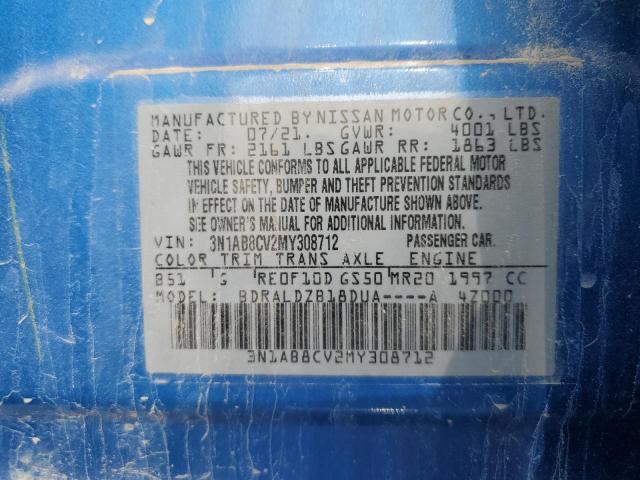 MANUFACTURED BY NISSAN MOTOR CO., LTD.
DATE: 07/21. GVWR: 4001 LBS
GAWR FR: 2161 LBS GAWR RR: 1863 LBS
THIS VEHICLE CONFORMS TO ALL APPLICABLE FEDERAL MOTOR
VEHICLE SAFETY, BUMPER AND THEFT PREVENTION STANDARDS
IN EFFECT ON THE DATE OF MANUFACTURE SHOWN ABOVE.
SEE OWNER'S MANUAL FOR ADDITIONAL INFORMATION
VIN: 3N1AB8CV2MY308712 PASSENGER CAR.
COLOR TRIM TRANS AXLE ENGINE
B51 G RE0F10D GS50 MR20 1997 CC
MODEL: BDRALDZB18DUA----A 4Z000
3N1AB8CV2MY308712